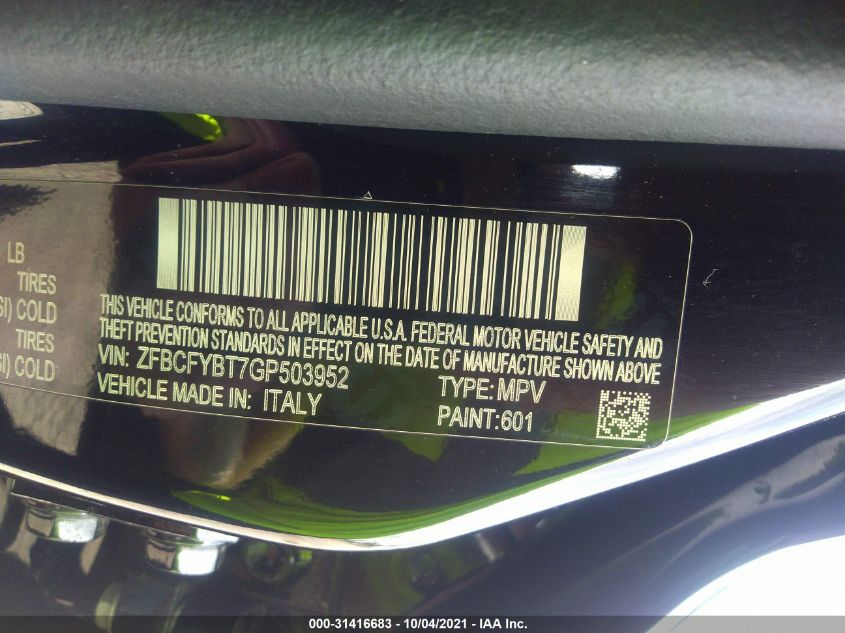 LB
TIRES
SI) COLD
TIRES
SI) COLD
THIS VEHICLE CONFORMS TO ALL APPLICABLE U.S.A. FEDERAL MOTOR VEHICLE SAFETY AND
THEFT PREVENTION STANDARDS IN EFFECT ON THE DATE OF MANUFACTURE SHOWN ABOVE
VIN: ZFBCFYBT7GP503952
TYPE: MPV
VEHICLE MADE IN: ITALY
PAINT: 601
000-31416683 - 10/04/2021 - IAA Inc.